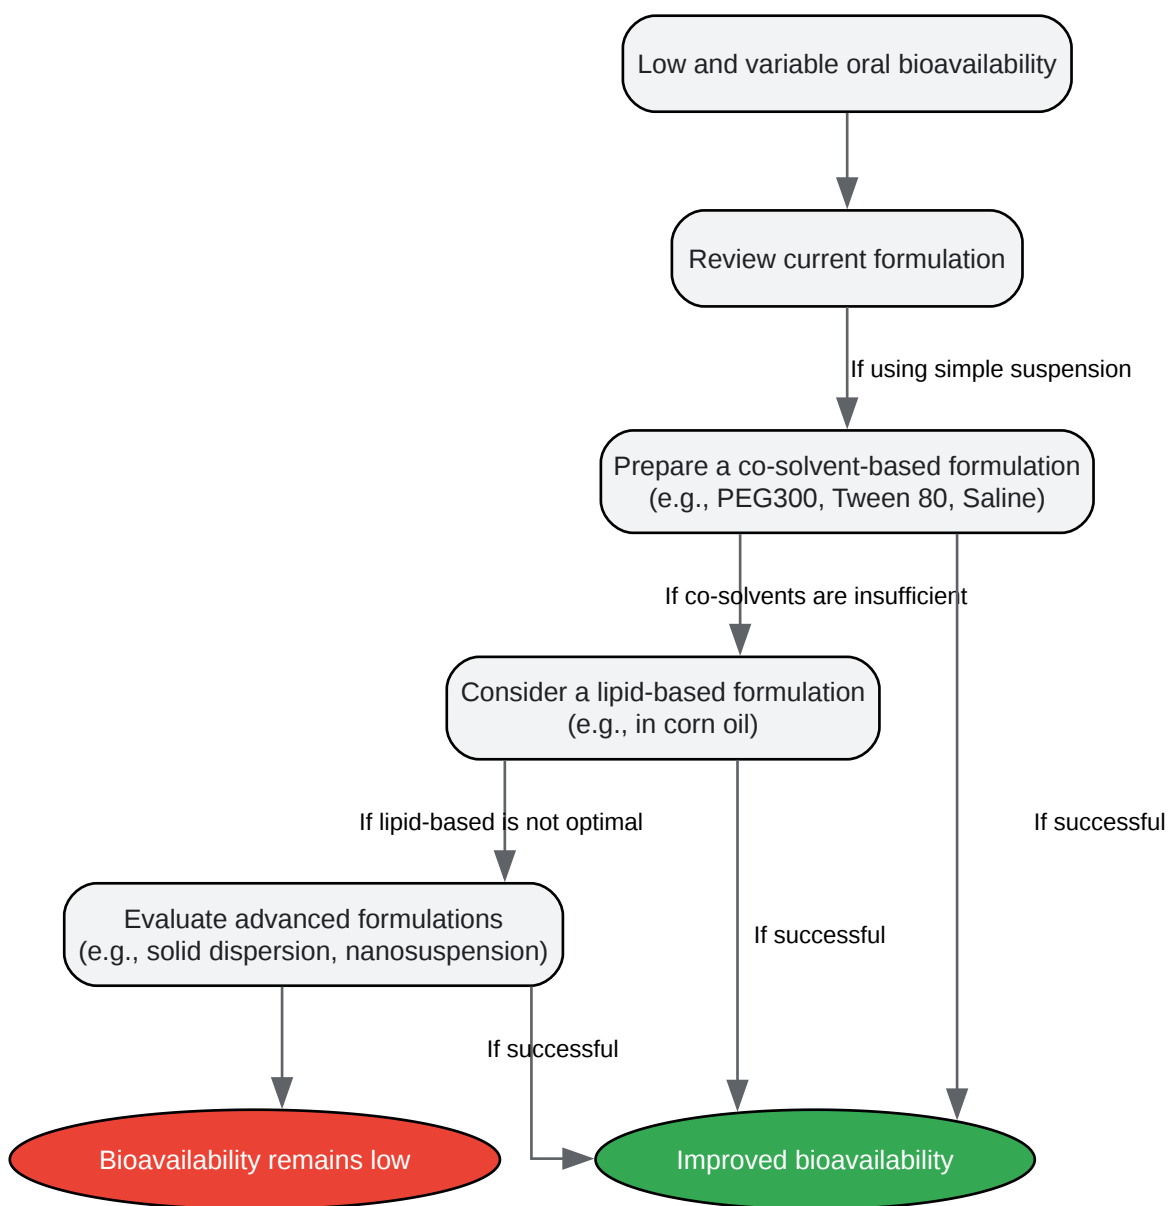 Low and variable oral bioavailability
Review current formulation
If using simple suspension
Prepare a co-solvent-based formulation
(e.g., PEG300, Tween 80, Saline)
If co-solvents are insufficient
Consider a lipid-based formulation
(e.g., in corn oil)
If lipid-based is not optimal
If successful
Evaluate advanced formulations
(e.g., solid dispersion, nanosuspension)
If successful
If successful
Bioavailability remains low
Improved bioavailability